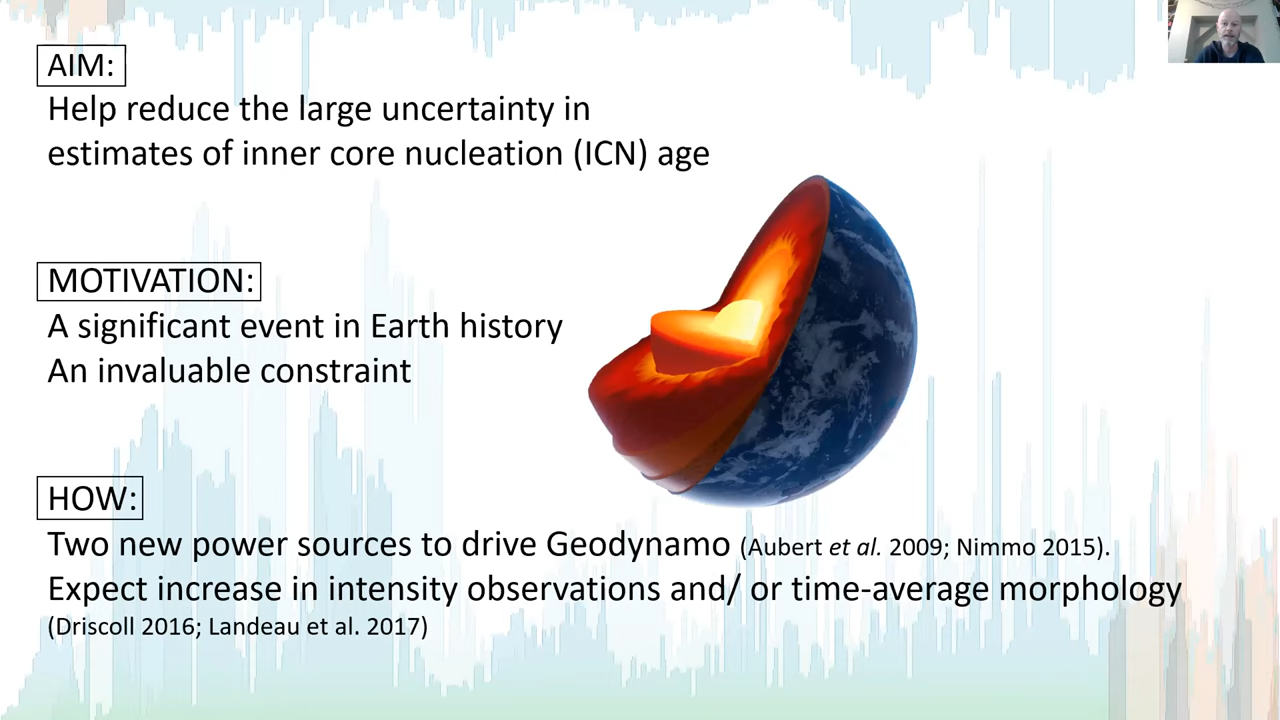 AIM:
Help reduce the large uncertainty in
estimates of inner core nucleation (ICN) age
MOTIVATION:
A significant event in Earth history
An invaluable constraint
HOW:
Two new power sources to drive Geodynamo (Aubert et al. 2009; Nimmo 2015).
Expect increase in intensity observations and/ or time-average morphology
(Driscoll 2016; Landeau et al. 2017)